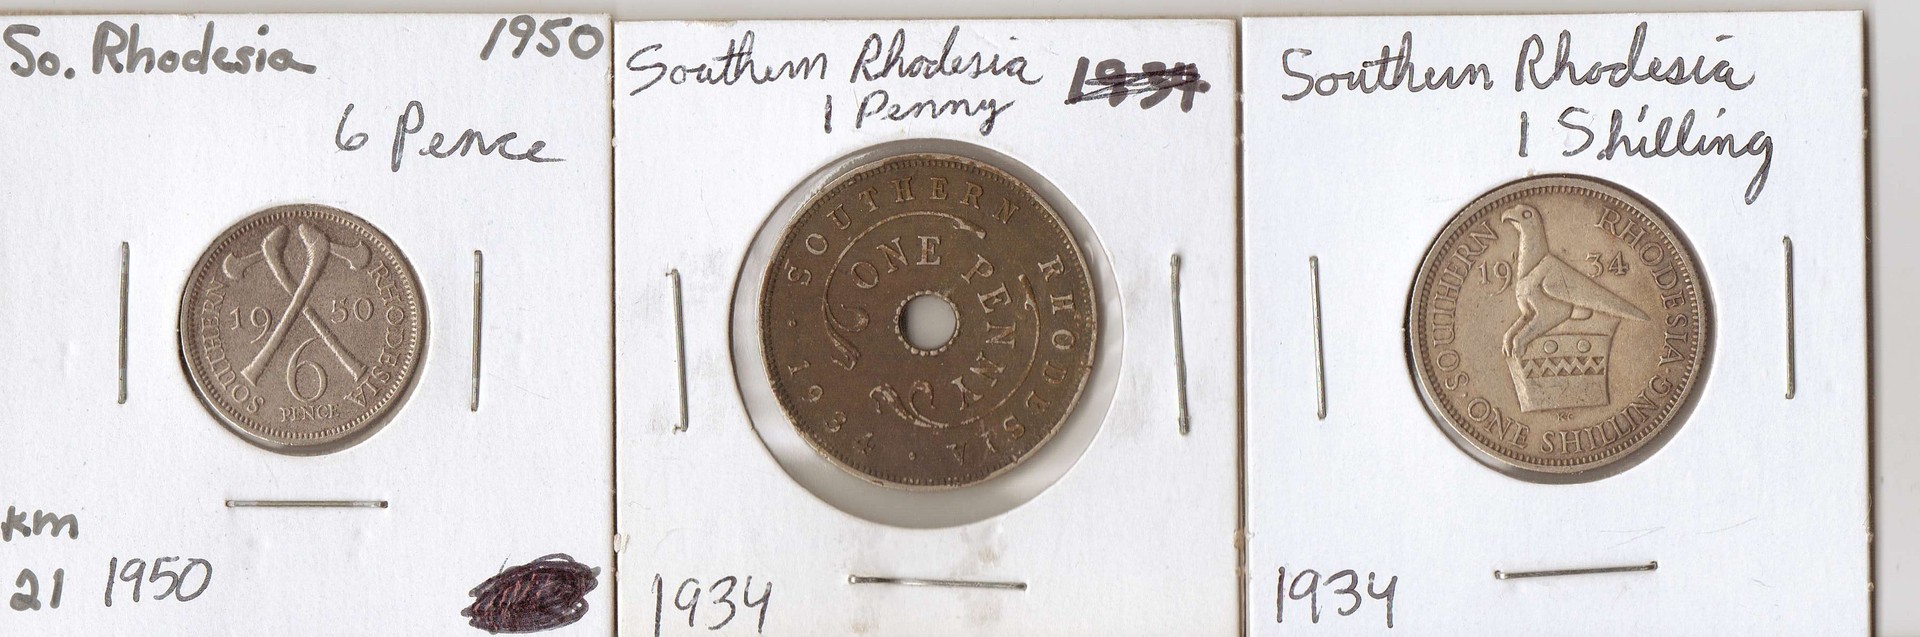 So. Rhodesia 1950
6 Pence
SOUTHERN RHODESIA
19 50
6
PENCE
km
21 1950
Southern Rhodesia
1 Penny
SOUTHERN RHODESIA
ONE PENNY
1934
1934
Southern Rhodesia
1 Shilling
SOUTHERN RHODESIA
19 34
KG
ONE SHILLING
1934